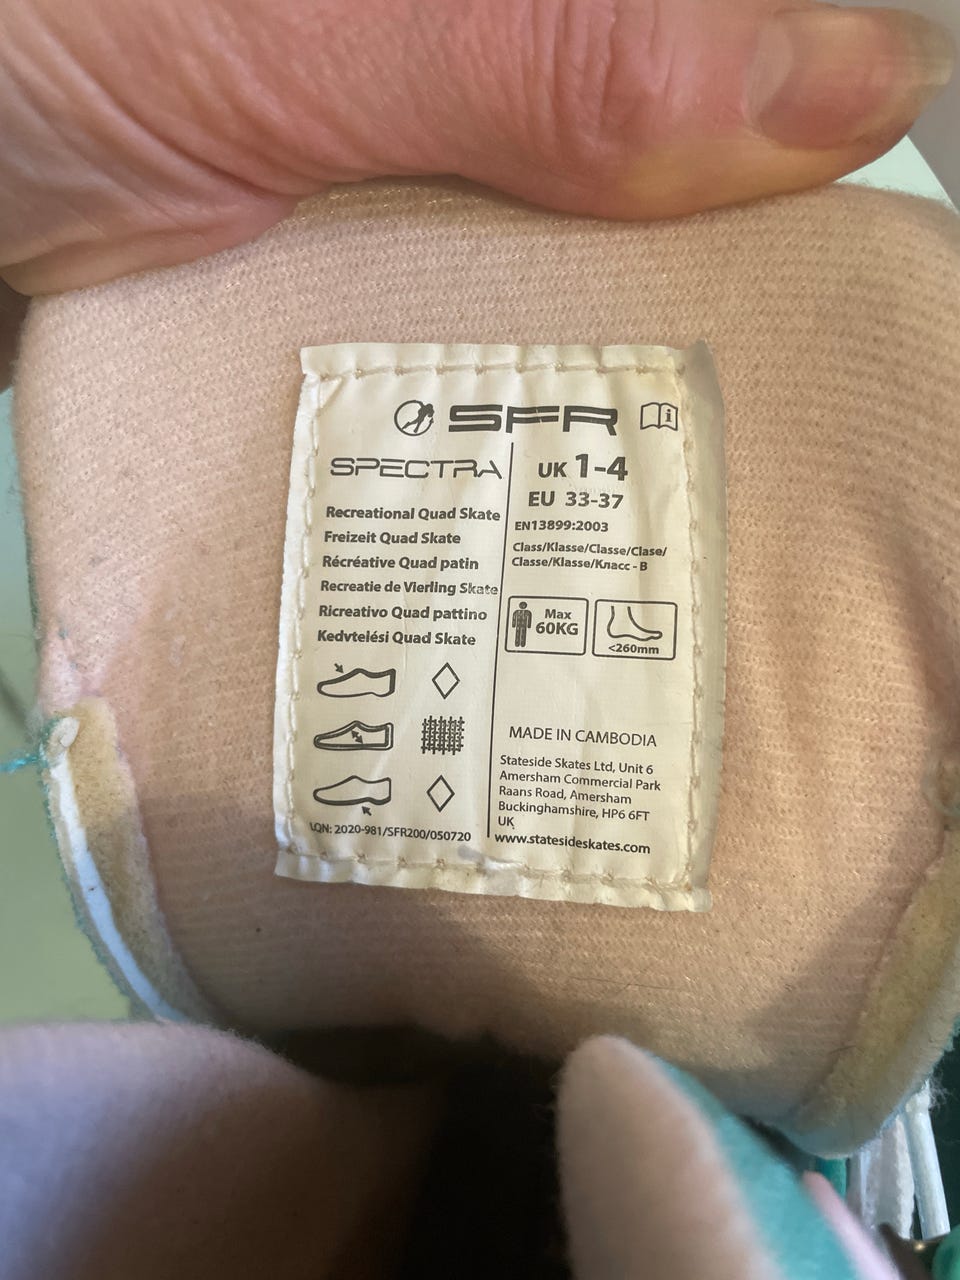 SFR
SPECTRA
Recreational Quad Skate
Freizeit Quad Skate
Récréative Quad patin
Recreatie de Vierling Skate
Ricreativo Quad pattino
Kedvtelési Quad Skate
LQN: 2020-981/SFR200/050720
UK 1-4
EU 33-37
EN13899:2003
Class/Klasse/Classe/Clase/
Classe/Klasse/Класс - B
Max
60KG
<260mm
MADE IN CAMBODIA
Stateside Skates Ltd, Unit 6
Amersham Commercial Park
Raans Road, Amersham
Buckinghamshire, HP6 6FT
UK
www.statesideskates.com